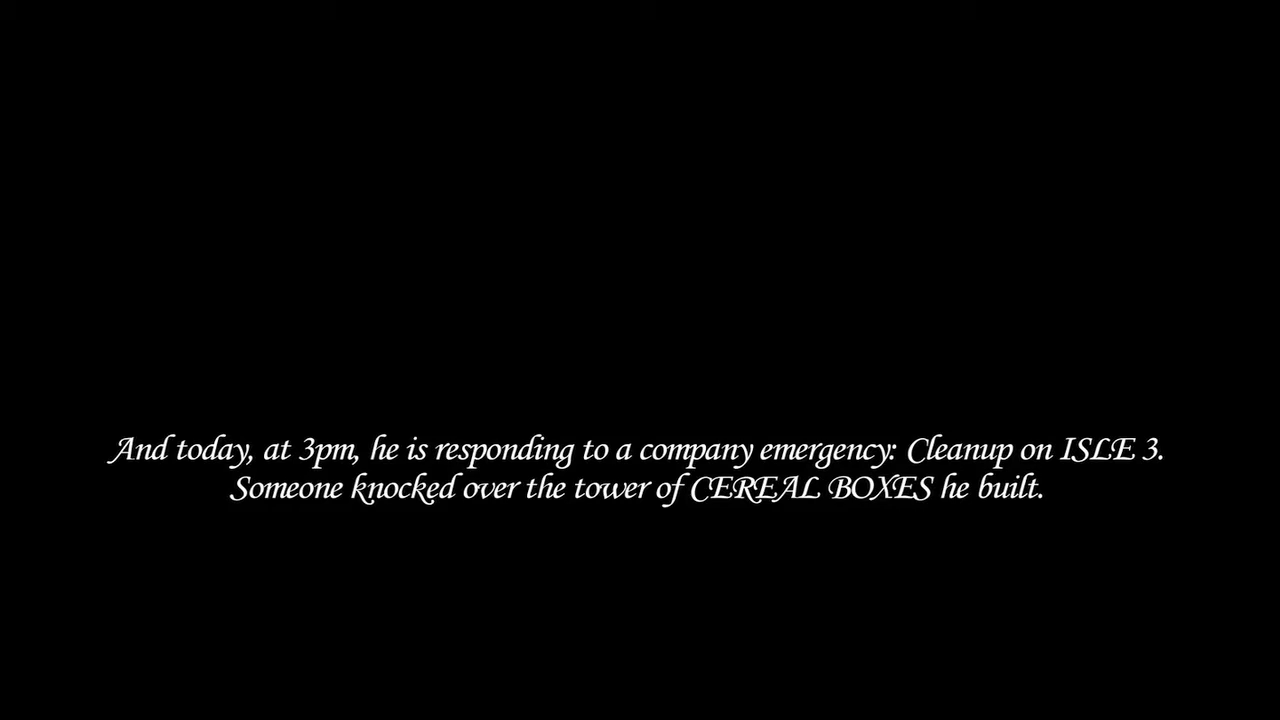 And today, at 3pm, he is responding to a company emergency: Cleanup on ISLE 3.
Someone knocked over the tower of CEREAL BOXES he built.